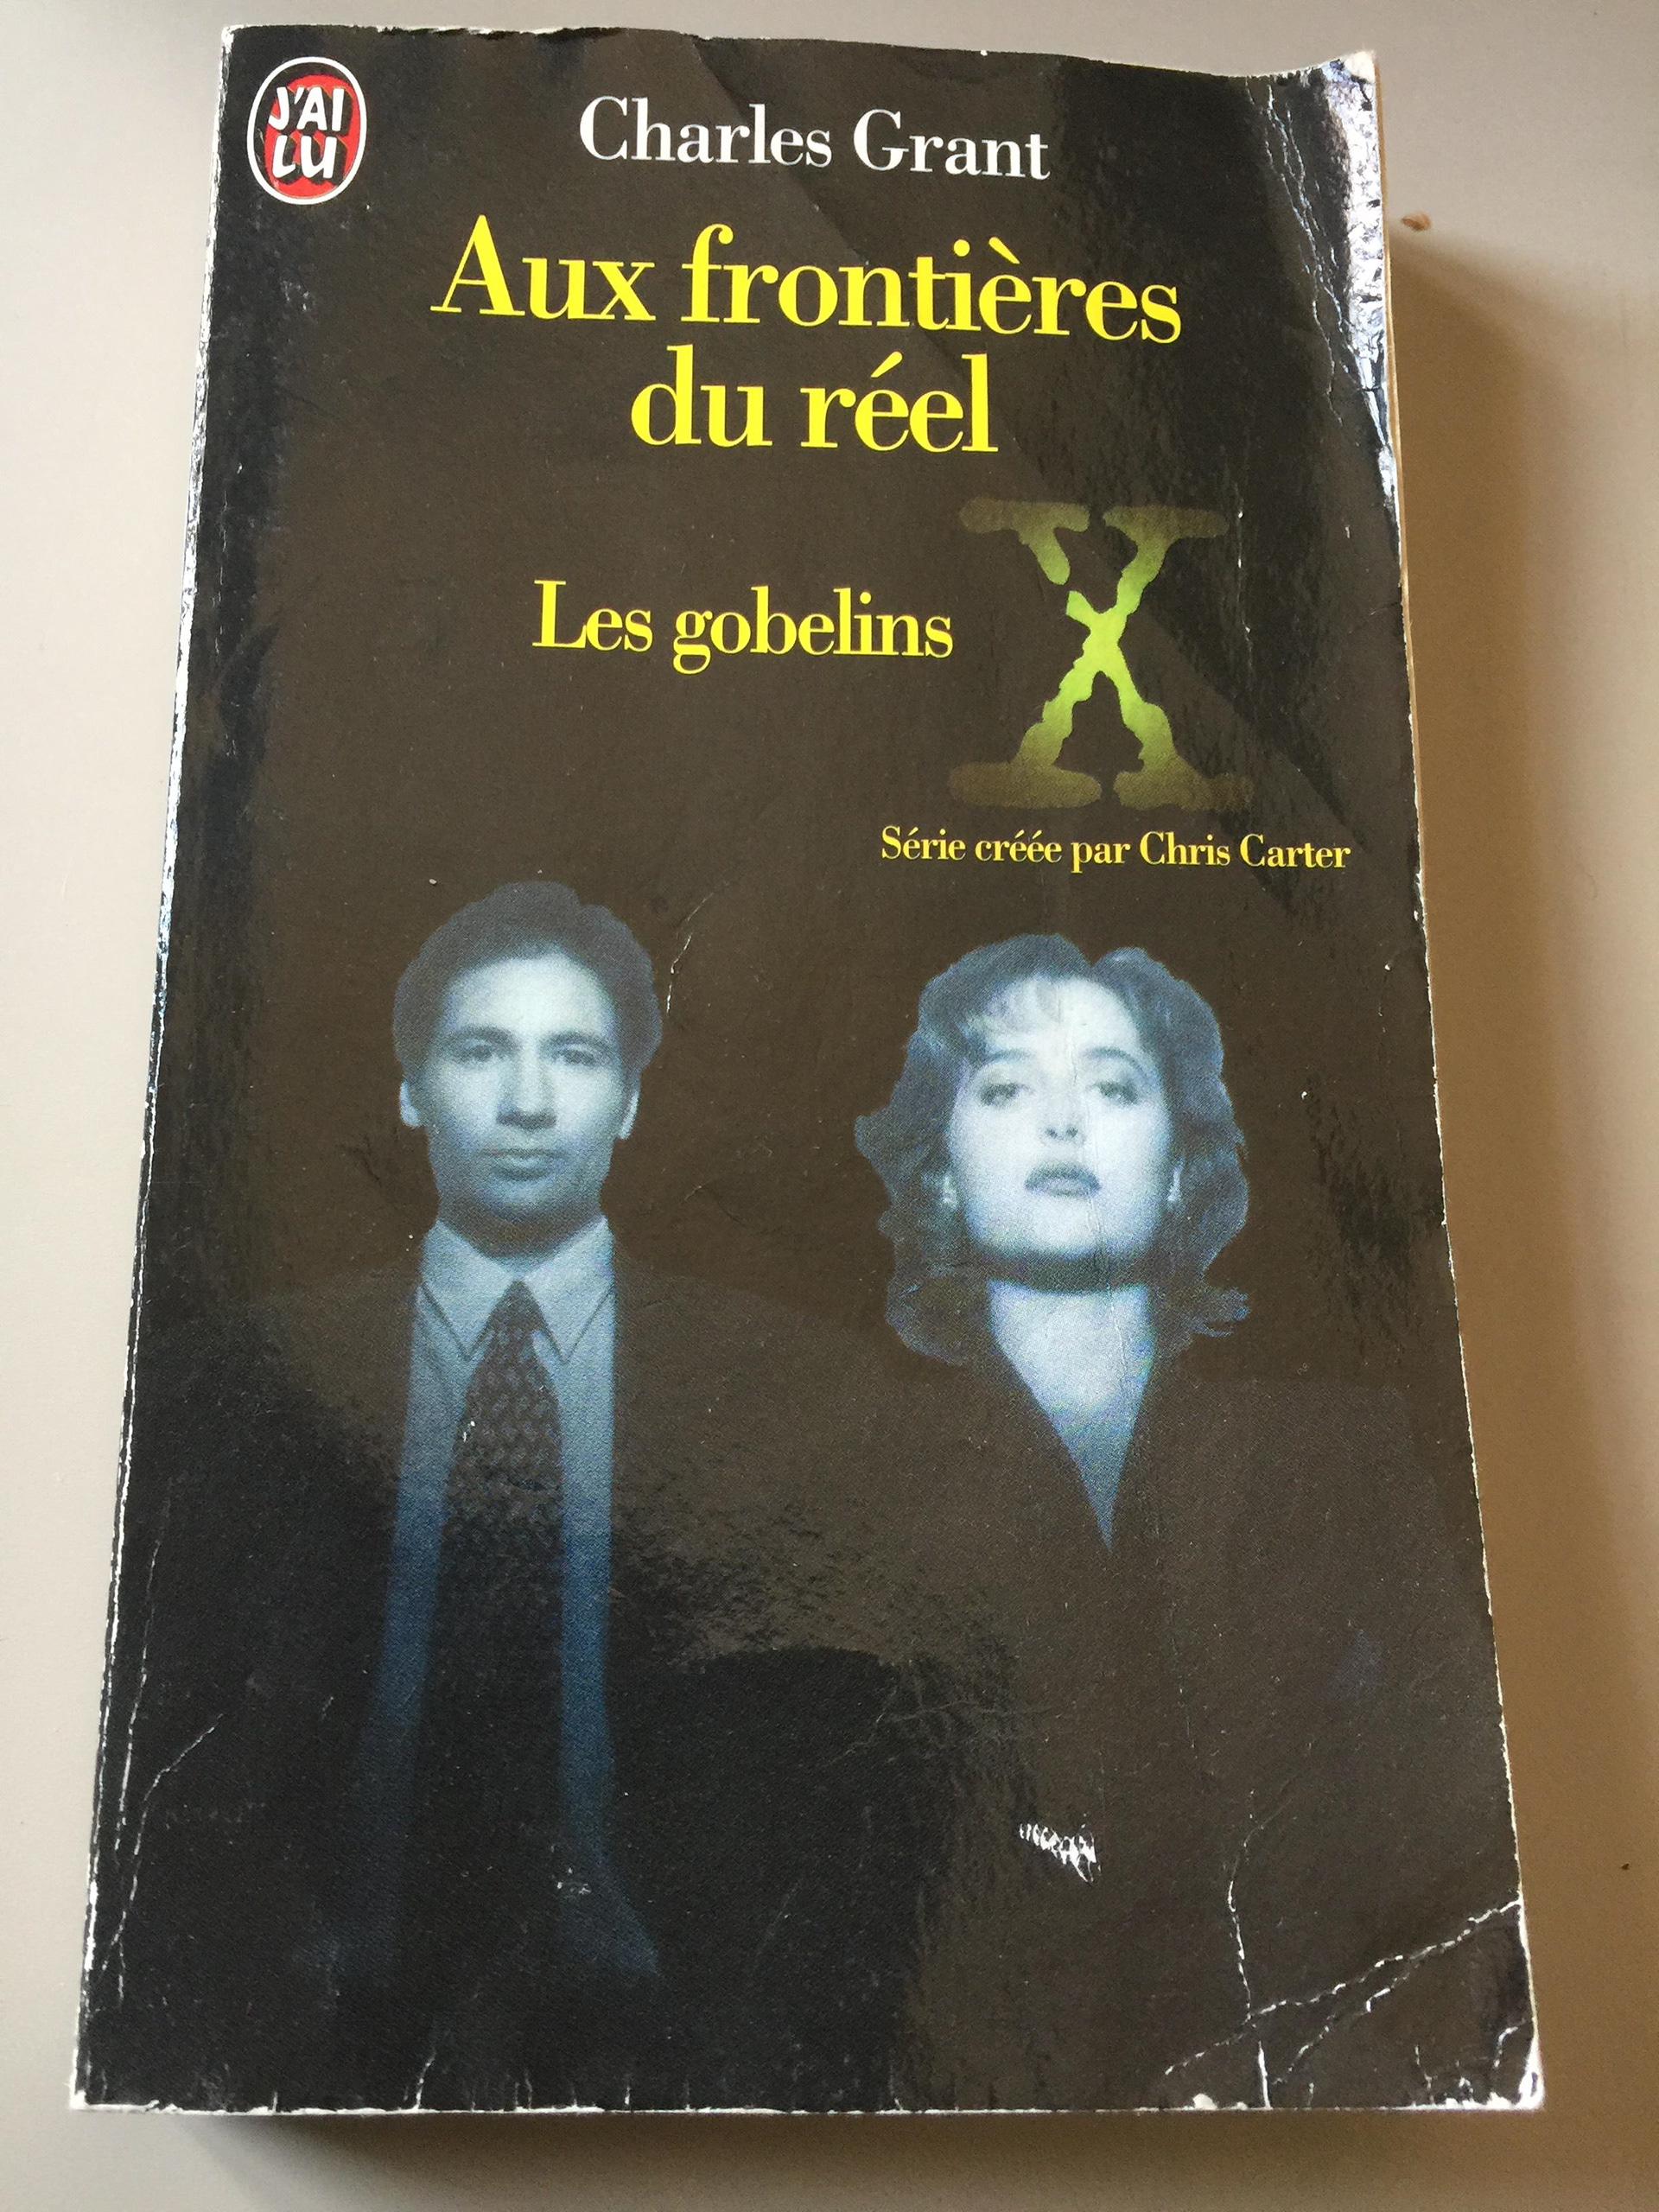 J'AI
LU
Charles Grant
Aux frontières
du réel
Les gobelins
X
Série créée par Chris Carter